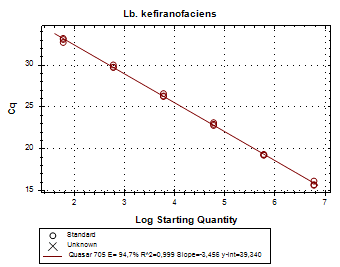 Lb. kefiranofaciens
Cq
30
25
20
15
1 2 3 4 5 6 7
Log Starting Quantity
Standard
Unknown
Quasar 705 E= 94,7% R^2=0,999 Slope=-3,456 y-int=39,340